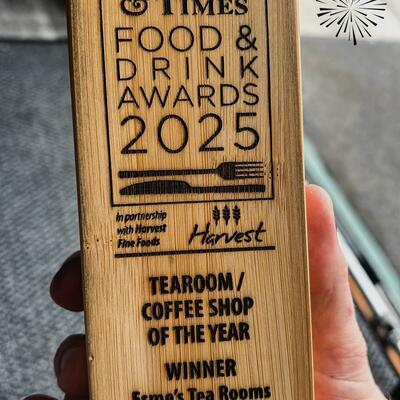 & TIMES
FOOD &
DRINK
AWARDS
2025
In partnership
with Harvest
Fine Foods
Harvest
TEAROOM /
COFFEE SHOP
OF THE YEAR
WINNER
Esme's Tea Rooms